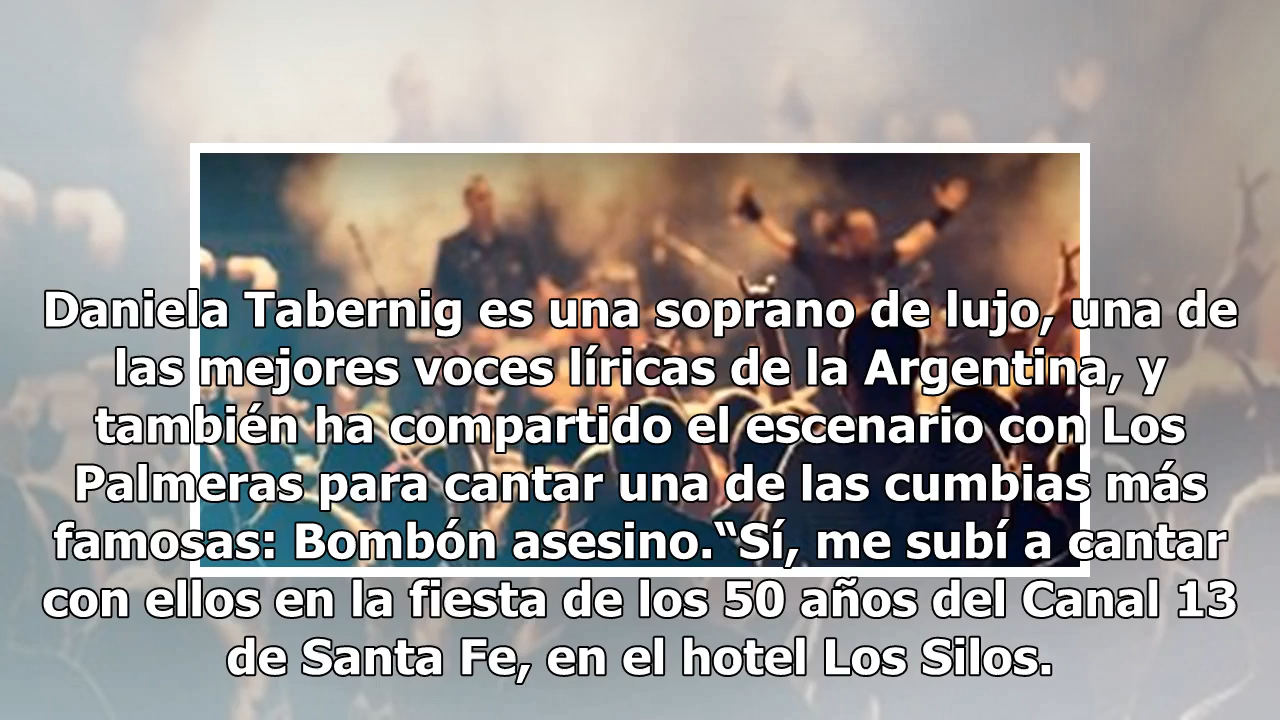 Daniela Tabernig es una soprano de lujo, una de
las mejores voces líricas de la Argentina, y
también ha compartido el escenario con Los
Palmeras para cantar una de las cumbias más
famosas: Bombón asesino.“Sí, me subí a cantar
con ellos en la fiesta de los 50 años del Canal 13
de Santa Fe, en el hotel Los Silos.